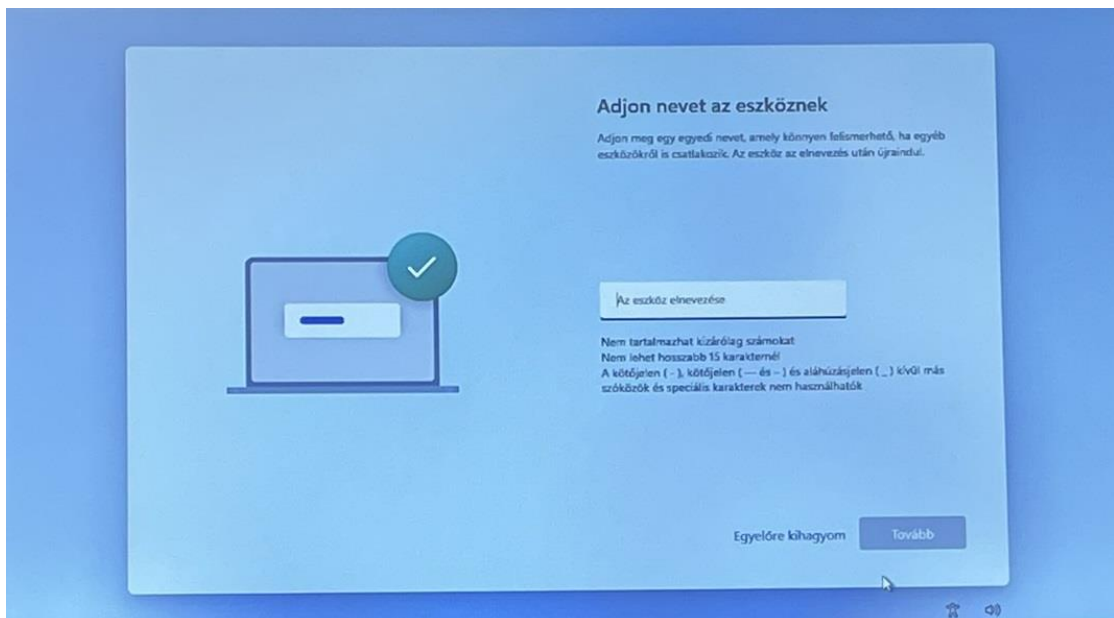 Adjon nevet az eszköznek
Adjon meg egy egyedi nevet, amely könnyen felismerhető, ha egyéb
eszközökről is csatlakozik. Az eszköz az elnevezés után újraindul.
Az eszköz elnevezése
Nem tartalmazhat kizárólag számokat
Nem lehet hosszabb 15 karakternél
A kötőjelen ( - ), kötőjelen ( — és – ) és aláhúzásjelen ( _ ) kívül más
szóközök és speciális karakterek nem használhatók
Egyelőre kihagyom
Tovább